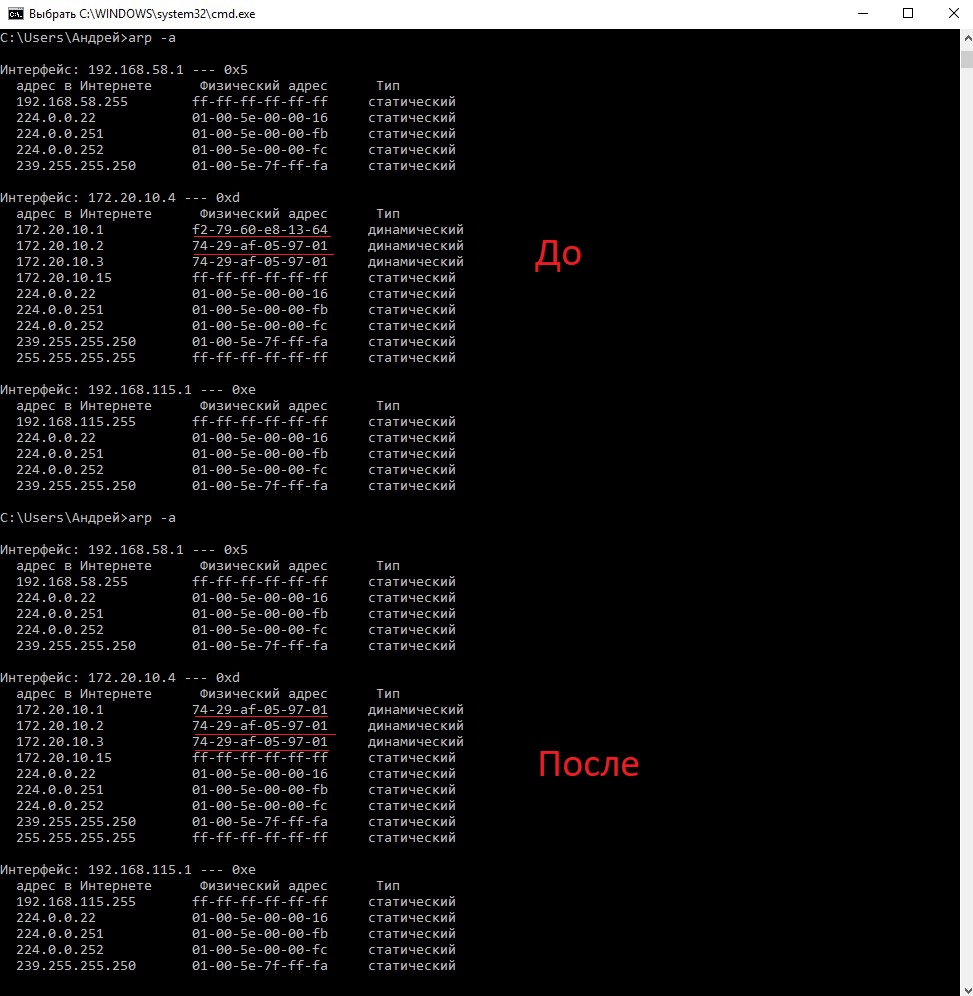 Выбрать C:\WINDOWS\system32\cmd.exe
C:\Users\Андрей>arp -a
Интерфейс: 192.168.58.1 --- 0x5
адрес в Интернете Физический адрес Тип
192.168.58.255 ff-ff-ff-ff-ff-ff статический
224.0.0.22 01-00-5e-00-00-16 статический
224.0.0.251 01-00-5e-00-00-fb статический
224.0.0.252 01-00-5e-00-00-fc статический
239.255.255.250 01-00-5e-7f-ff-fa статический
Интерфейс: 172.20.10.4 --- 0xd
адрес в Интернете Физический адрес Тип
172.20.10.1 f2-79-60-e8-13-64 динамический
172.20.10.2 74-29-af-05-97-01 динамический
До
172.20.10.3 74-29-af-05-97-01 динамический
172.20.10.15 ff-ff-ff-ff-ff-ff статический
224.0.0.22 01-00-5e-00-00-16 статический
224.0.0.251 01-00-5e-00-00-fb статический
224.0.0.252 01-00-5e-00-00-fc статический
239.255.255.250 01-00-5e-7f-ff-fa статический
255.255.255.255 ff-ff-ff-ff-ff-ff статический
Интерфейс: 192.168.115.1 --- 0xe
адрес в Интернете Физический адрес Тип
192.168.115.255 ff-ff-ff-ff-ff-ff статический
224.0.0.22 01-00-5e-00-00-16 статический
224.0.0.251 01-00-5e-00-00-fb статический
224.0.0.252 01-00-5e-00-00-fc статический
239.255.255.250 01-00-5e-7f-ff-fa статический
C:\Users\Андрей>arp -a
Интерфейс: 192.168.58.1 --- 0x5
адрес в Интернете Физический адрес Тип
192.168.58.255 ff-ff-ff-ff-ff-ff статический
224.0.0.22 01-00-5e-00-00-16 статический
224.0.0.251 01-00-5e-00-00-fb статический
224.0.0.252 01-00-5e-00-00-fc статический
239.255.255.250 01-00-5e-7f-ff-fa статический
Интерфейс: 172.20.10.4 --- 0xd
адрес в Интернете Физический адрес Тип
172.20.10.1 74-29-af-05-97-01 динамический
172.20.10.2 74-29-af-05-97-01 динамический
172.20.10.3 74-29-af-05-97-01 динамический
172.20.10.15 ff-ff-ff-ff-ff-ff статический
После
224.0.0.22 01-00-5e-00-00-16 статический
224.0.0.251 01-00-5e-00-00-fb статический
224.0.0.252 01-00-5e-00-00-fc статический
239.255.255.250 01-00-5e-7f-ff-fa статический
255.255.255.255 ff-ff-ff-ff-ff-ff статический
Интерфейс: 192.168.115.1 --- 0xe
адрес в Интернете Физический адрес Тип
192.168.115.255 ff-ff-ff-ff-ff-ff статический
224.0.0.22 01-00-5e-00-00-16 статический
224.0.0.251 01-00-5e-00-00-fb статический
224.0.0.252 01-00-5e-00-00-fc статический
239.255.255.250 01-00-5e-7f-ff-fa статический